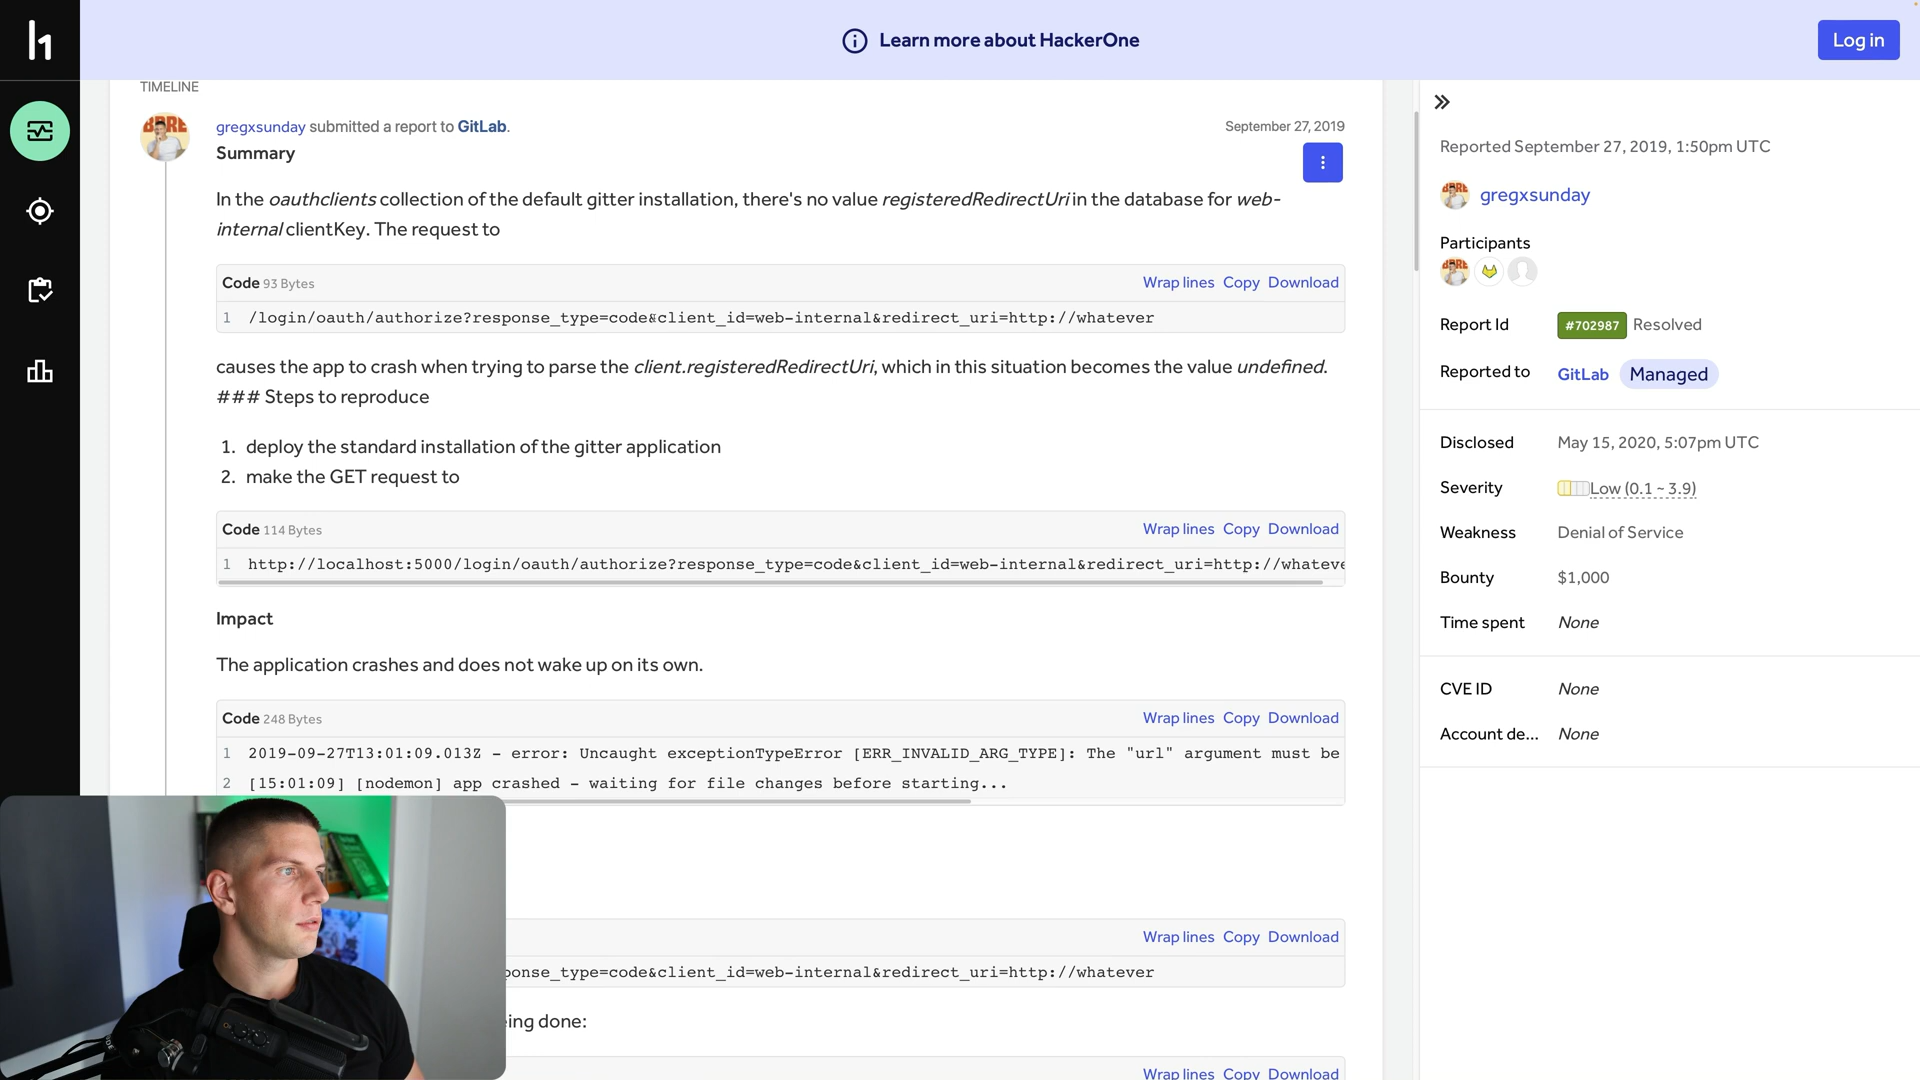 Learn more about HackerOne
Log in
TIMELINE
gregxsunday submitted a report to GitLab.
September 27, 2019
Summary
In the oauthclients collection of the default gitter installation, there's no value registeredRedirectUri in the database for web-
internal clientKey. The request to
Code 93 Bytes
Wrap lines Copy Download
1 /login/oauth/authorize?response_type=code&client_id=web-internal&redirect_uri=http://whatever
causes the app to crash when trying to parse the client.registeredRedirectUri, which in this situation becomes the value undefined.
### Steps to reproduce
1. deploy the standard installation of the gitter application
2. make the GET request to
Code 114 Bytes
Wrap lines Copy Download
1 http://localhost:5000/login/oauth/authorize?response_type=code&client_id=web-internal&redirect_uri=http://whateve
Impact
The application crashes and does not wake up on its own.
Code 248 Bytes
Wrap lines Copy Download
1 2019-09-27T13:01:09.013Z - error: Uncaught exceptionTypeError [ERR_INVALID_ARG_TYPE]: The "url" argument must be
2 [15:01:09] [nodemon] app crashed - waiting for file changes before starting...
Wrap lines Copy Download
ponse_type=code&client_id=web-internal&redirect_uri=http://whatever
ing done:
Wrap lines Copy Download
Reported September 27, 2019, 1:50pm UTC
gregxsunday
Participants
Report Id #702987 Resolved
Reported to GitLab Managed
Disclosed May 15, 2020, 5:07pm UTC
Severity Low (0.1 ~ 3.9)
Weakness Denial of Service
Bounty $1,000
Time spent None
CVE ID None
Account de... None